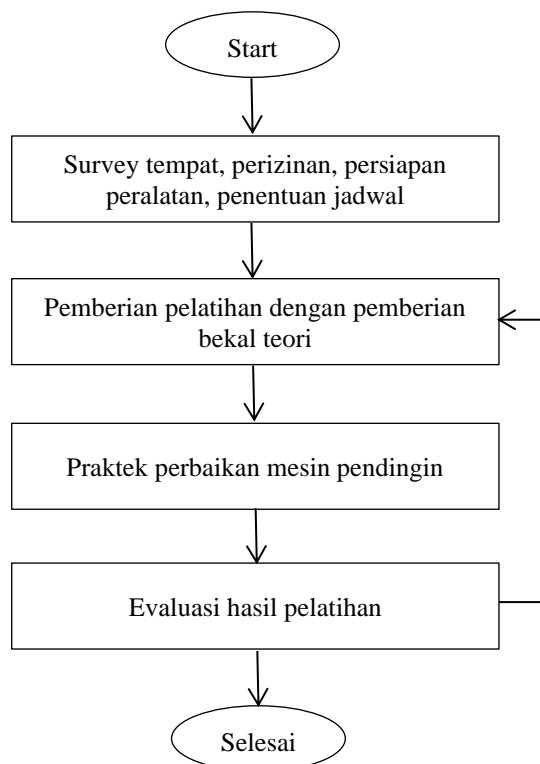 Start
Survey tempat, perizinan, persiapan
peralatan, penentuan jadwal
Pemberian pelatihan dengan pemberian
bekal teori
Praktek perbaikan mesin pendingin
Evaluasi hasil pelatihan
Selesai